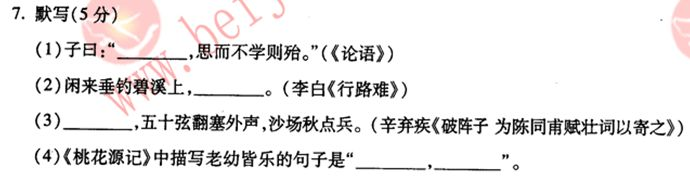 7. 默写(5分)
(1)子曰:“________,思而不学则殆。”(《论语》)
(2)闲来垂钓碧溪上,________。(李白《行路难》)
(3)________,五十弦翻塞外声,沙场秋点兵。(辛弃疾《破阵子 为陈同甫赋壮词以寄之》)
(4)《桃花源记》中描写老幼皆乐的句子是“________,________”。